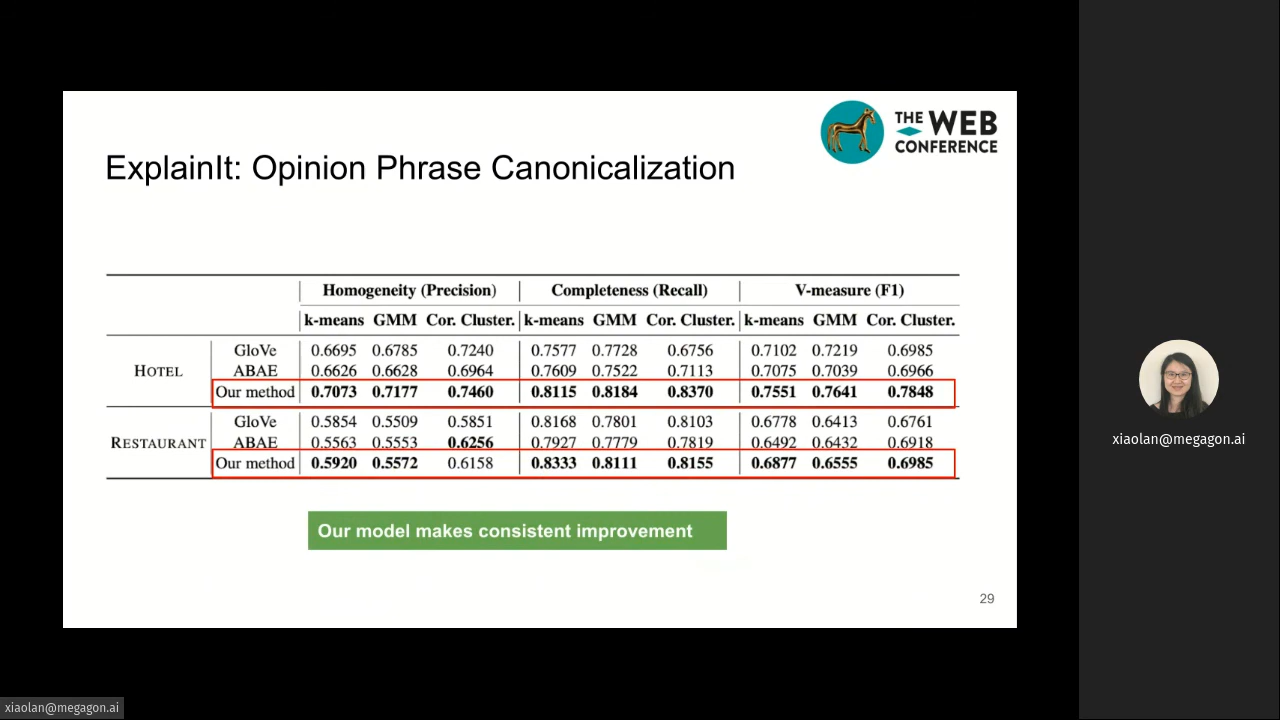 THE WEB
CONFERENCE
ExplainIt: Opinion Phrase Canonicalization
Homogeneity (Precision) Completeness (Recall) V-measure (F1)
k-means GMM Cor. Cluster. k-means GMM Cor. Cluster. k-means GMM Cor. Cluster.
GloVe 0.6695 0.6785 0.7240 0.7577 0.7728 0.6756 0.7102 0.7219 0.6985
HOTEL ABAE 0.6626 0.6628 0.6964 0.7609 0.7522 0.7113 0.7075 0.7039 0.6966
Our method 0.7073 0.7177 0.7460 0.8115 0.8184 0.8370 0.7551 0.7641 0.7848
GloVe 0.5854 0.5509 0.5851 0.8168 0.7801 0.8103 0.6778 0.6413 0.6761
RESTAURANT ABAE 0.5563 0.5553 0.6256 0.7927 0.7779 0.7819 0.6492 0.6432 0.6918
Our method 0.5920 0.5572 0.6158 0.8333 0.8111 0.8155 0.6877 0.6555 0.6985
Our model makes consistent improvement
29
xiaolan@megagon.ai
xiaolan@megagon.ai